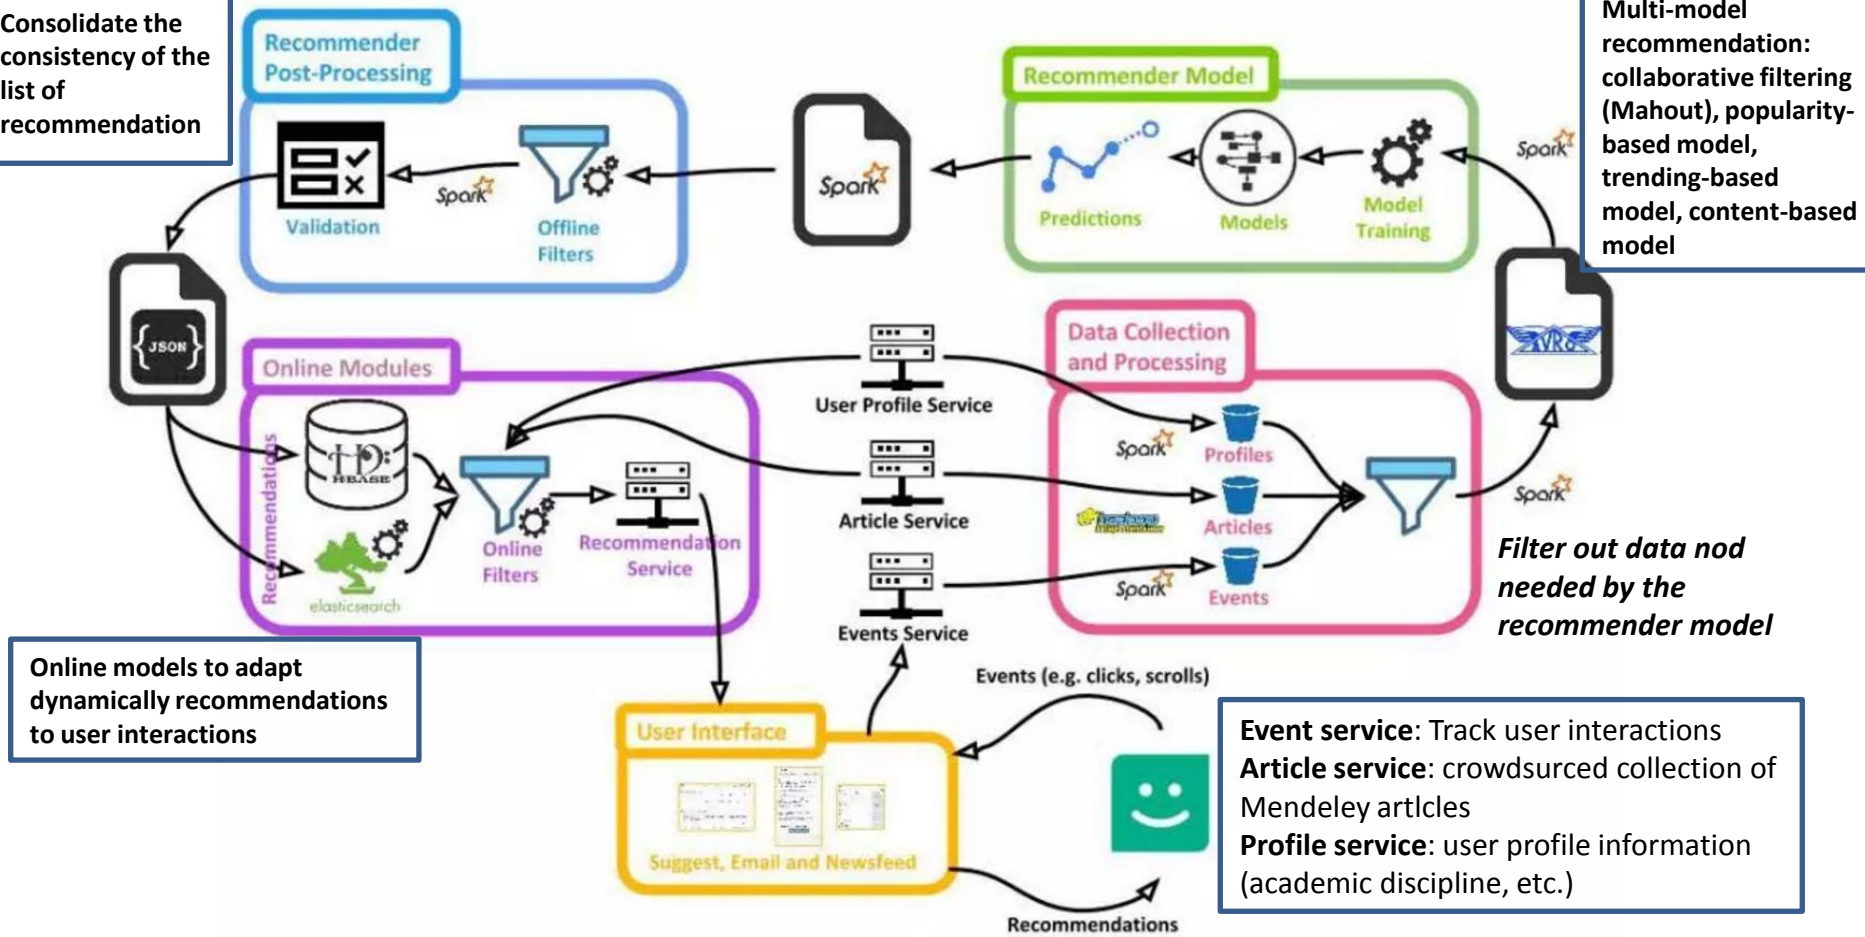 Consolidate the
consistency of the
list of
recommendation
Recommender
Post-Processing
Validation
Spark
Offline
Filters
Spark
Recommender Model
Predictions
Models
Model
Training
Spark
Multi-model
recommendation:
collaborative filtering
(Mahout), popularity-
based model,
trending-based
model, content-based
model
{JSON}
Online Modules
Recommendations
HBASE
elasticsearch
Online
Filters
Recommendation
Service
User Profile Service
Article Service
Events Service
Data Collection
and Processing
Spark
Profiles
Articles
Spark
Events
AVRO
Spark
Filter out data nod
needed by the
recommender model
Online models to adapt
dynamically recommendations
to user interactions
User Interface
Suggest, Email and Newsfeed
Events (e.g. clicks, scrolls)
Recommendations
Event service: Track user interactions
Article service: crowdsurced collection of
Mendeley artlcles
Profile service: user profile information
(academic discipline, etc.)